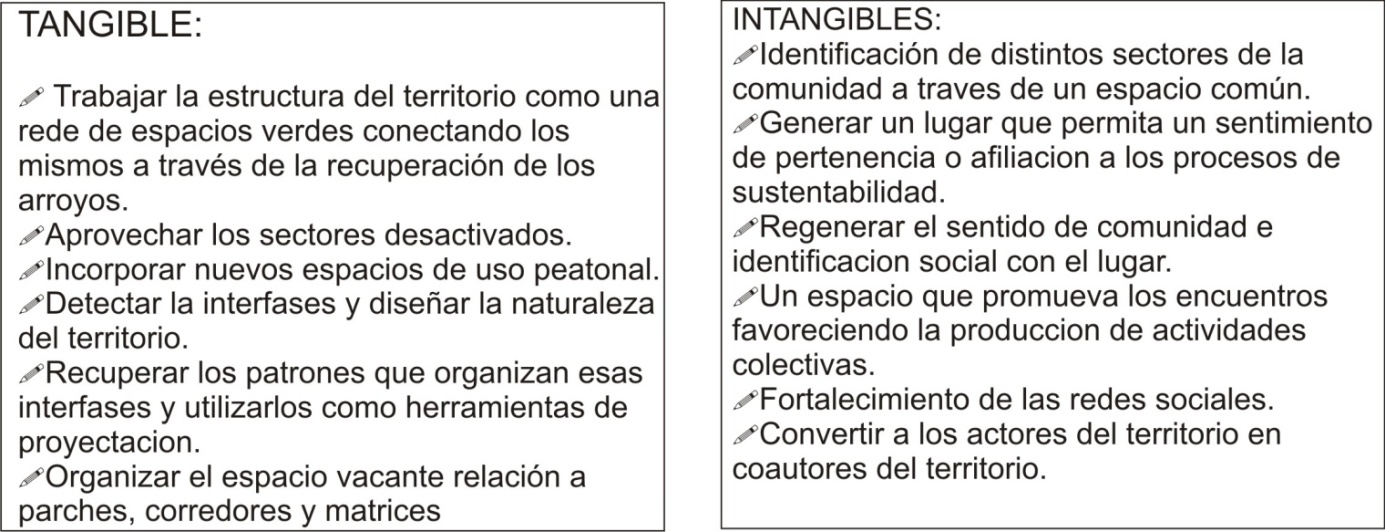 TANGIBLE:
✐ Trabajar la estructura del territorio como una
rede de espacios verdes conectando los
mismos a través de la recuperación de los
arroyos.
✐Aprovechar los sectores desactivados.
✐Incorporar nuevos espacios de uso peatonal.
✐Detectar la interfases y diseñar la naturaleza
del territorio.
✐Recuperar los patrones que organizan esas
interfases y utilizarlos como herramientas de
proyectacion.
✐Organizar el espacio vacante relación a
parches, corredores y matrices
INTANGIBLES:
✐Identificación de distintos sectores de la
comunidad a traves de un espacio común.
✐Generar un lugar que permita un sentimiento
de pertenencia o afiliacion a los procesos de
sustentabilidad.
✐Regenerar el sentido de comunidad e
identificacion social con el lugar.
✐Un espacio que promueva los encuentros
favoreciendo la produccion de actividades
colectivas.
✐Fortalecimiento de las redes sociales.
✐Convertir a los actores del territorio en
coautores del territorio.